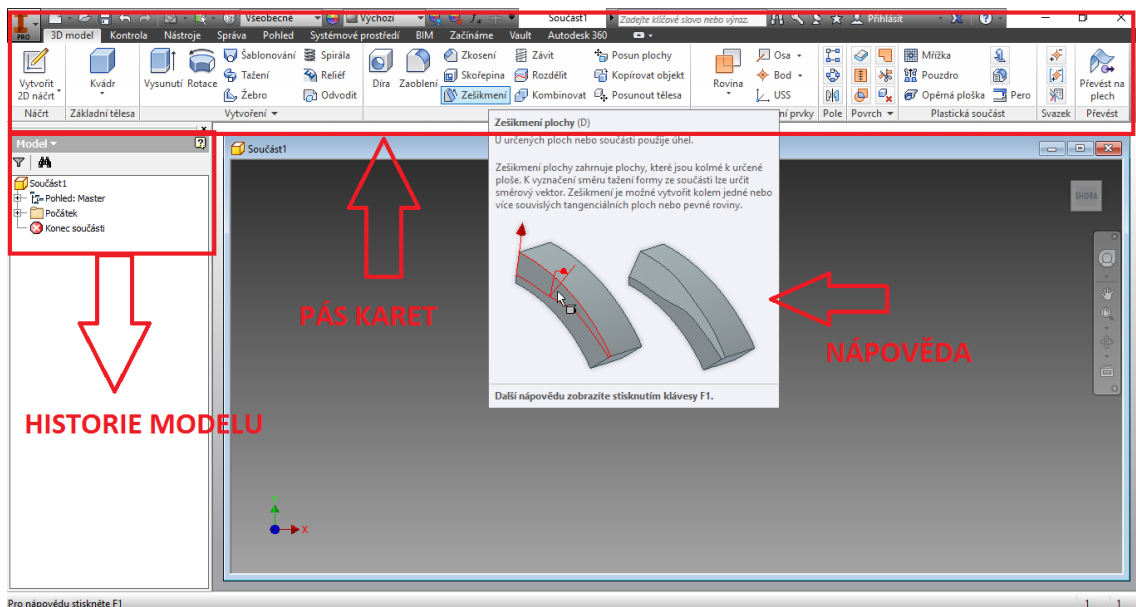 Všeobecné Výchozí Součást1 Zadejte klíčové slovo nebo výraz. Přihlásit
PRO 3D model Kontrola Nástroje Správa Pohled Systémové prostředí BIM Začínáme Vault Autodesk 360
Vytvořit 2D náčrt
Kvádr
Vysunutí Rotace
Šablonování Spirála
Tažení Reliéf
Žebro Odvodit
Díra Zaoblení
Zkosení Závit Posun plochy
Skořepina Rozdělit Kopírovat objekt
Zešikmení Kombinovat Posunout tělesa
Rovina
Osa
Bod
USS
Mřížka
Pouzdro
Opěrná ploška Pero
Převést na plech
Náčrt Základní tělesa Vytvoření ní prvky Pole Povrch Plastická součást Svazek Převést
Model
Součást1
Pohled: Master
Počátek
Konec součásti
Součást1
Zešikmení plochy (D)
U určených ploch nebo součástí použije úhel.
Zešikmení plochy zahrnuje plochy, které jsou kolmé k určené
ploše. K vyznačení směru tažení formy ze součásti lze určit
směrový vektor. Zešikmení je možné vytvořit kolem jedné nebo
více souvislých tangenciálních ploch nebo pevné roviny.
Další nápovědu zobrazíte stisknutím klávesy F1.
SHORA
PÁS KARET
NÁPOVĚDA
HISTORIE MODELU
Y
X
Pro nápovědu stiskněte F1
1 1